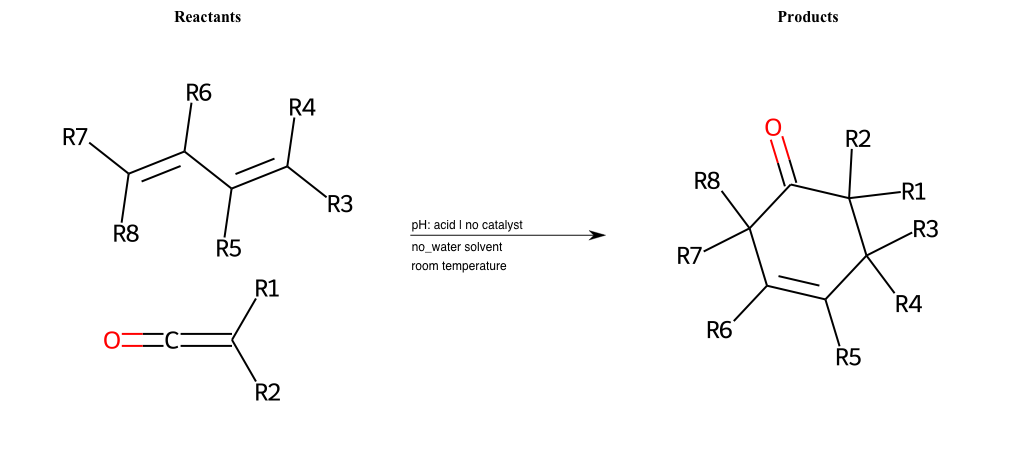 Reactants
Products
R6
R4
R7
R3
R8
R5
R1
O
C
R2
pH: acid | no catalyst
no_water solvent
room temperature
O
R2
R8
R1
R3
R7
R4
R6
R5